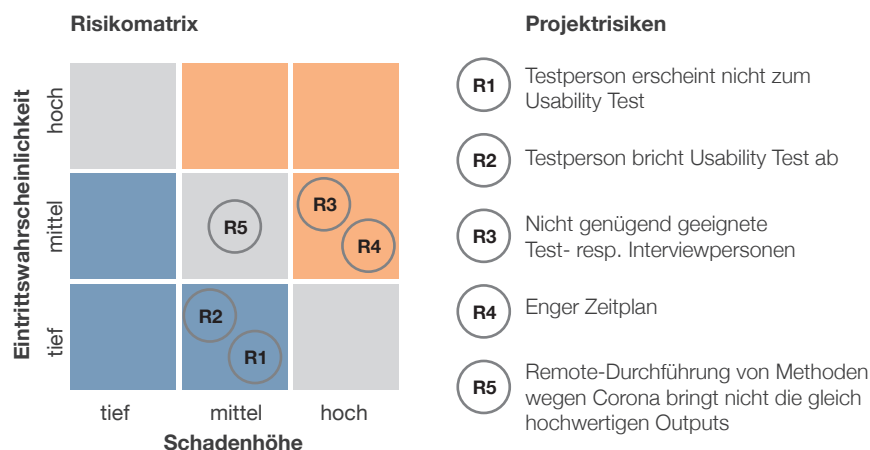 Risikomatrix
Eintrittswahrscheinlichkeit
hoch
mittel
tief
R5
R3
R4
R2
R1
tief mittel hoch
Schadenhöhe
Projektrisiken
R1
Testperson erscheint nicht zum
Usability Test
R2
Testperson bricht Usability Test ab
R3
Nicht genügend geeignete
Test- resp. Interviewpersonen
R4
Enger Zeitplan
R5
Remote-Durchführung von Methoden
wegen Corona bringt nicht die gleich
hochwertigen Outputs